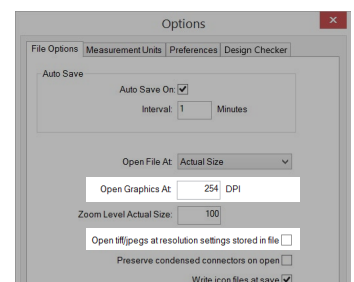 Options
File Options Measurement Units Preferences Design Checker
Auto Save
Auto Save On:
Interval: 1 Minutes
Open File At: Actual Size
Open Graphics At: 254 DPI
Zoom Level Actual Size: 100
Open tiff/jpegs at resolution settings stored in file
Preserve condensed connectors on open
Write icon files at save